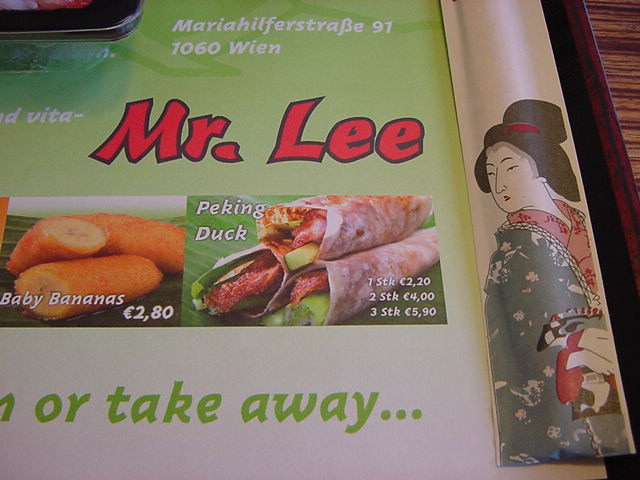 Mariahilferstraße 91
1060 Wien
nd vita-
Mr. Lee
Peking
Duck
1 Stk €2,20
2 Stk €4,00
3 Stk €5,90
Baby Bananas
€2,80
n or take away...